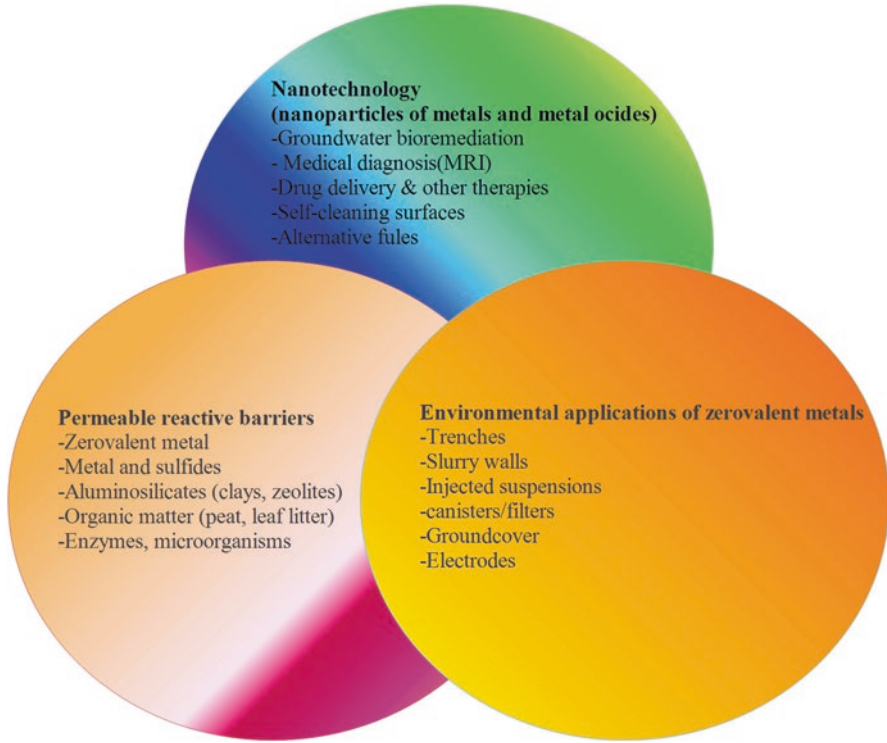 Nanotechnology
(nanoparticles of metals and metal ocides)
-Groundwater bioremediation
- Medical diagnosis(MRI)
-Drug delivery & other therapies
-Self-cleaning surfaces
-Alternative fules
Permeable reactive barriers
-Zerovalent metal
-Metal and sulfides
-Aluminosilicates (clays, zeolites)
-Organic matter (peat, leaf litter)
-Enzymes, microorganisms
Environmental applications of zerovalent metals
-Trenches
-Slurry walls
-Injected suspensions
-canisters/filters
-Groundcover
-Electrodes